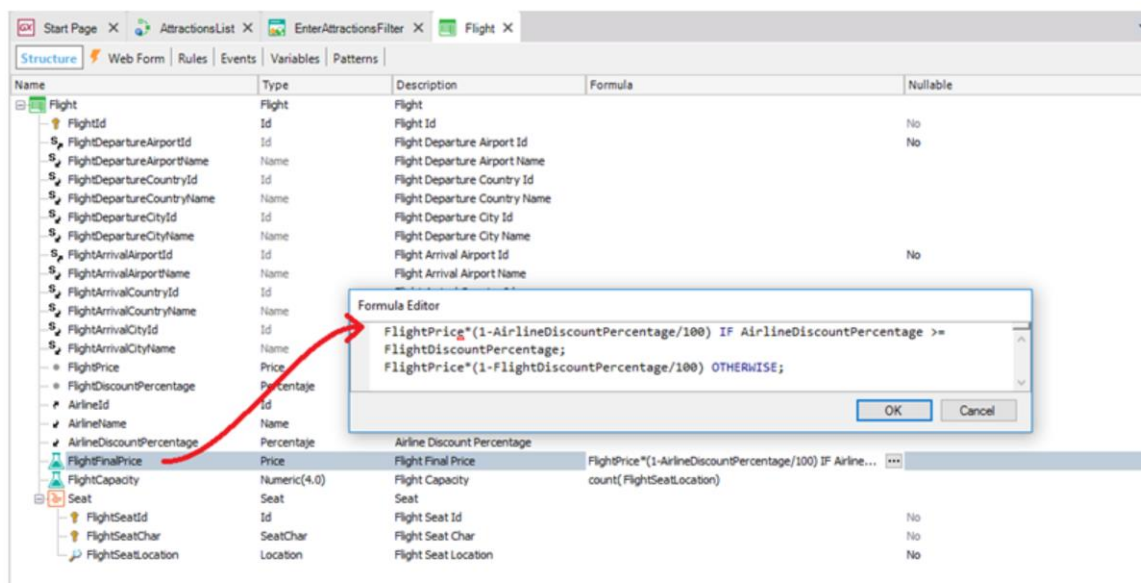 Start Page X AttractionsList X EnterAttractionsFilter X Flight X
Structure Web Form Rules Events Variables Patterns
Name Type Description Formula Nullable
Flight Flight Flight
FlightId Id Flight Id No
FlightDepartureAirportId Id Flight Departure Airport Id No
FlightDepartureAirportName Name Flight Departure Airport Name
FlightDepartureCountryId Id Flight Departure Country Id
FlightDepartureCountryName Name Flight Departure Country Name
FlightDepartureCityId Id Flight Departure City Id
FlightDepartureCityName Name Flight Departure City Name
FlightArrivalAirportId Id Flight Arrival Airport Id No
FlightArrivalAirportName Name Flight Arrival Airport Name
FlightArrivalCountryId Id
FlightArrivalCountryName Name
FlightArrivalCityId Id
FlightArrivalCityName Name
FlightPrice Price
FlightDiscountPercentage Percentaje
AirlineId Id
AirlineName Name
AirlineDiscountPercentage Percentaje Airline Discount Percentage
FlightFinalPrice Price Flight Final Price FlightPrice*(1-AirlineDiscountPercentage/100) IF Airline... ...
FlightCapacity Numeric(4.0) Flight Capacity count( FlightSeatLocation)
Seat Seat Seat
FlightSeatId Id Flight Seat Id No
FlightSeatChar SeatChar Flight Seat Char No
FlightSeatLocation Location Flight Seat Location No
Formula Editor
FlightPrice*(1-AirlineDiscountPercentage/100) IF AirlineDiscountPercentage >=
FlightDiscountPercentage;
FlightPrice*(1-FlightDiscountPercentage/100) OTHERWISE;
OK Cancel